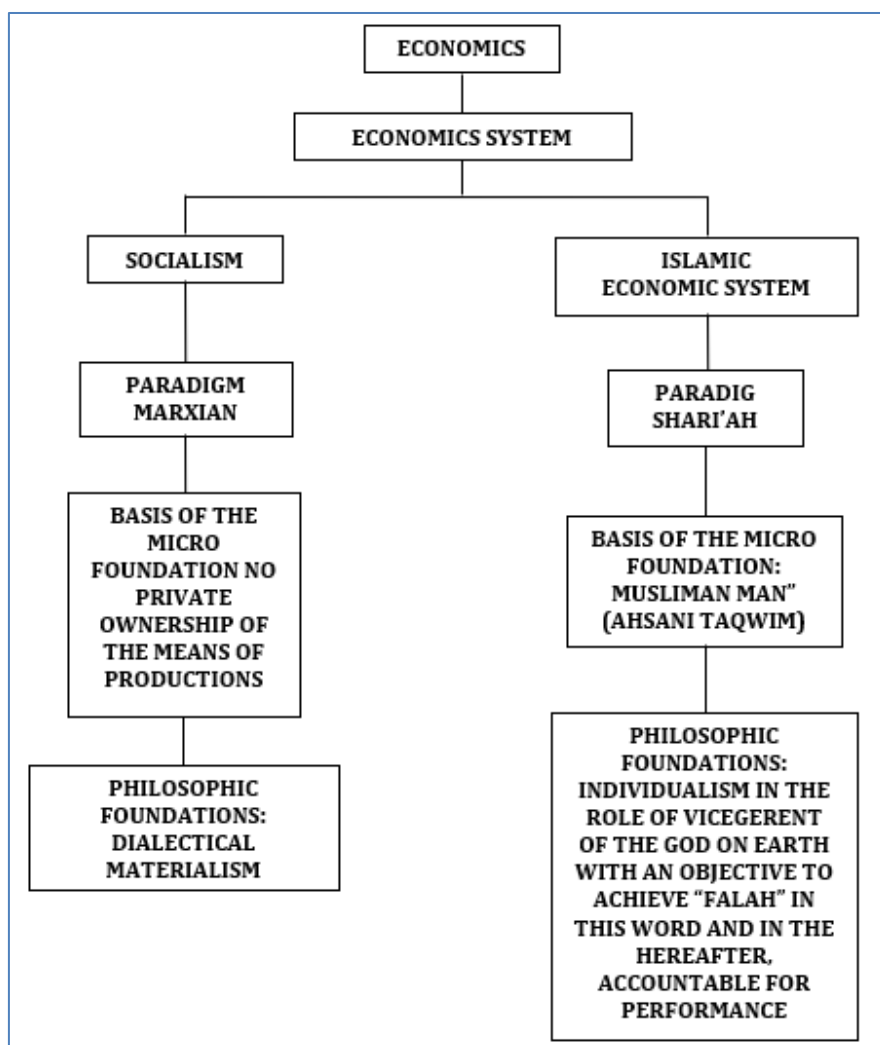 ECONOMICS
ECONOMICS SYSTEM
SOCIALISM
ISLAMIC
ECONOMIC SYSTEM
PARADIGM
MARXIAN
PARADIG
SHARI’AH
BASIS OF THE
MICRO
FOUNDATION NO
PRIVATE
OWNERSHIP OF
THE MEANS OF
PRODUCTIONS
BASIS OF THE MICRO
FOUNDATION:
MUSLIMAN MAN”
(AHSANI TAQWIM)
PHILOSOPHIC
FOUNDATIONS:
DIALECTICAL
MATERIALISM
PHILOSOPHIC
FOUNDATIONS:
INDIVIDUALISM IN THE
ROLE OF VICEGERENT
OF THE GOD ON EARTH
WITH AN OBJECTIVE TO
ACHIEVE “FALAH” IN
THIS WORD AND IN THE
HEREAFTER,
ACCOUNTABLE FOR
PERFORMANCE